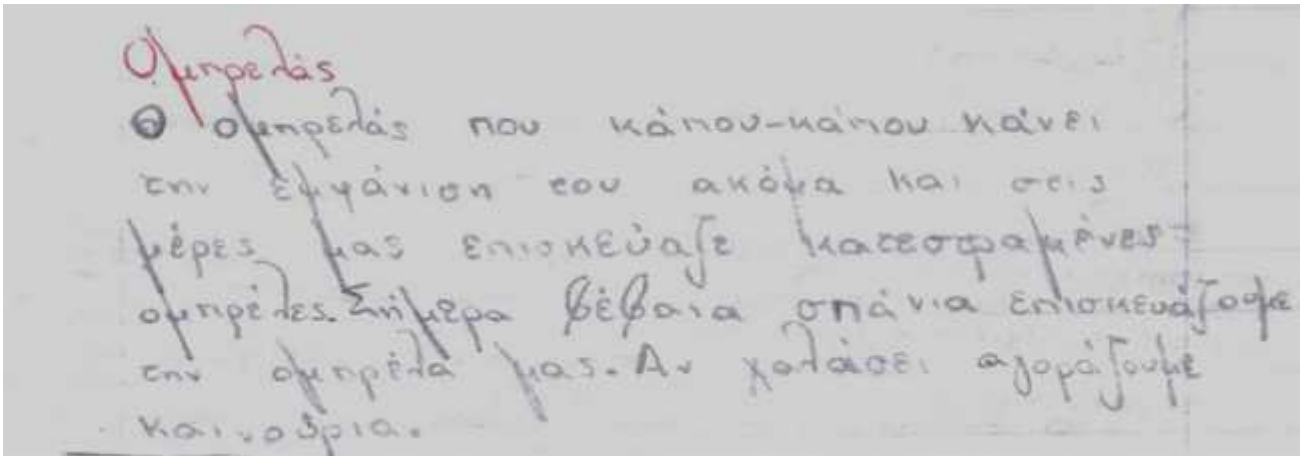 Ομπρελάς
Ο ομπρελάς που κάπου-κάπου κάνει
την εμφάνιση του ακόμα και στις
μέρες μας επισκεύαζε κατεστραμένες
ομπρέλες. Σήμερα βέβαια σπάνια επισκευάζουμε
την ομπρέλα μας. Αν χαλάσει αγοράζουμε
καινούρια.